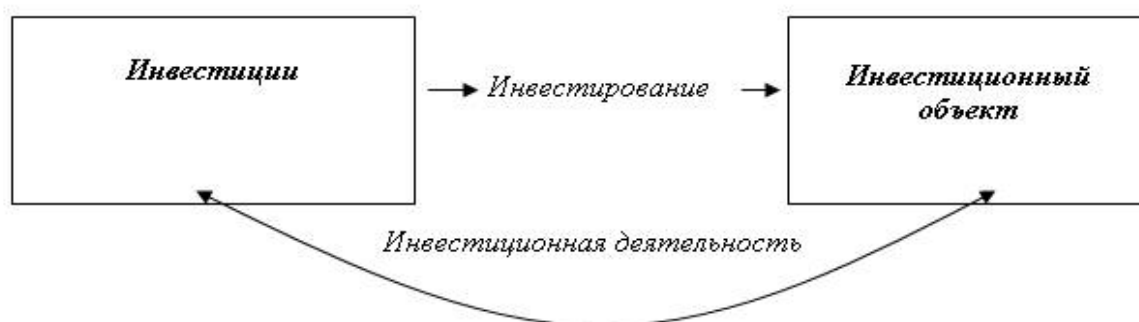 Инвестиции
Инвестирование
Инвестиционный
объект
Инвестиционная деятельность